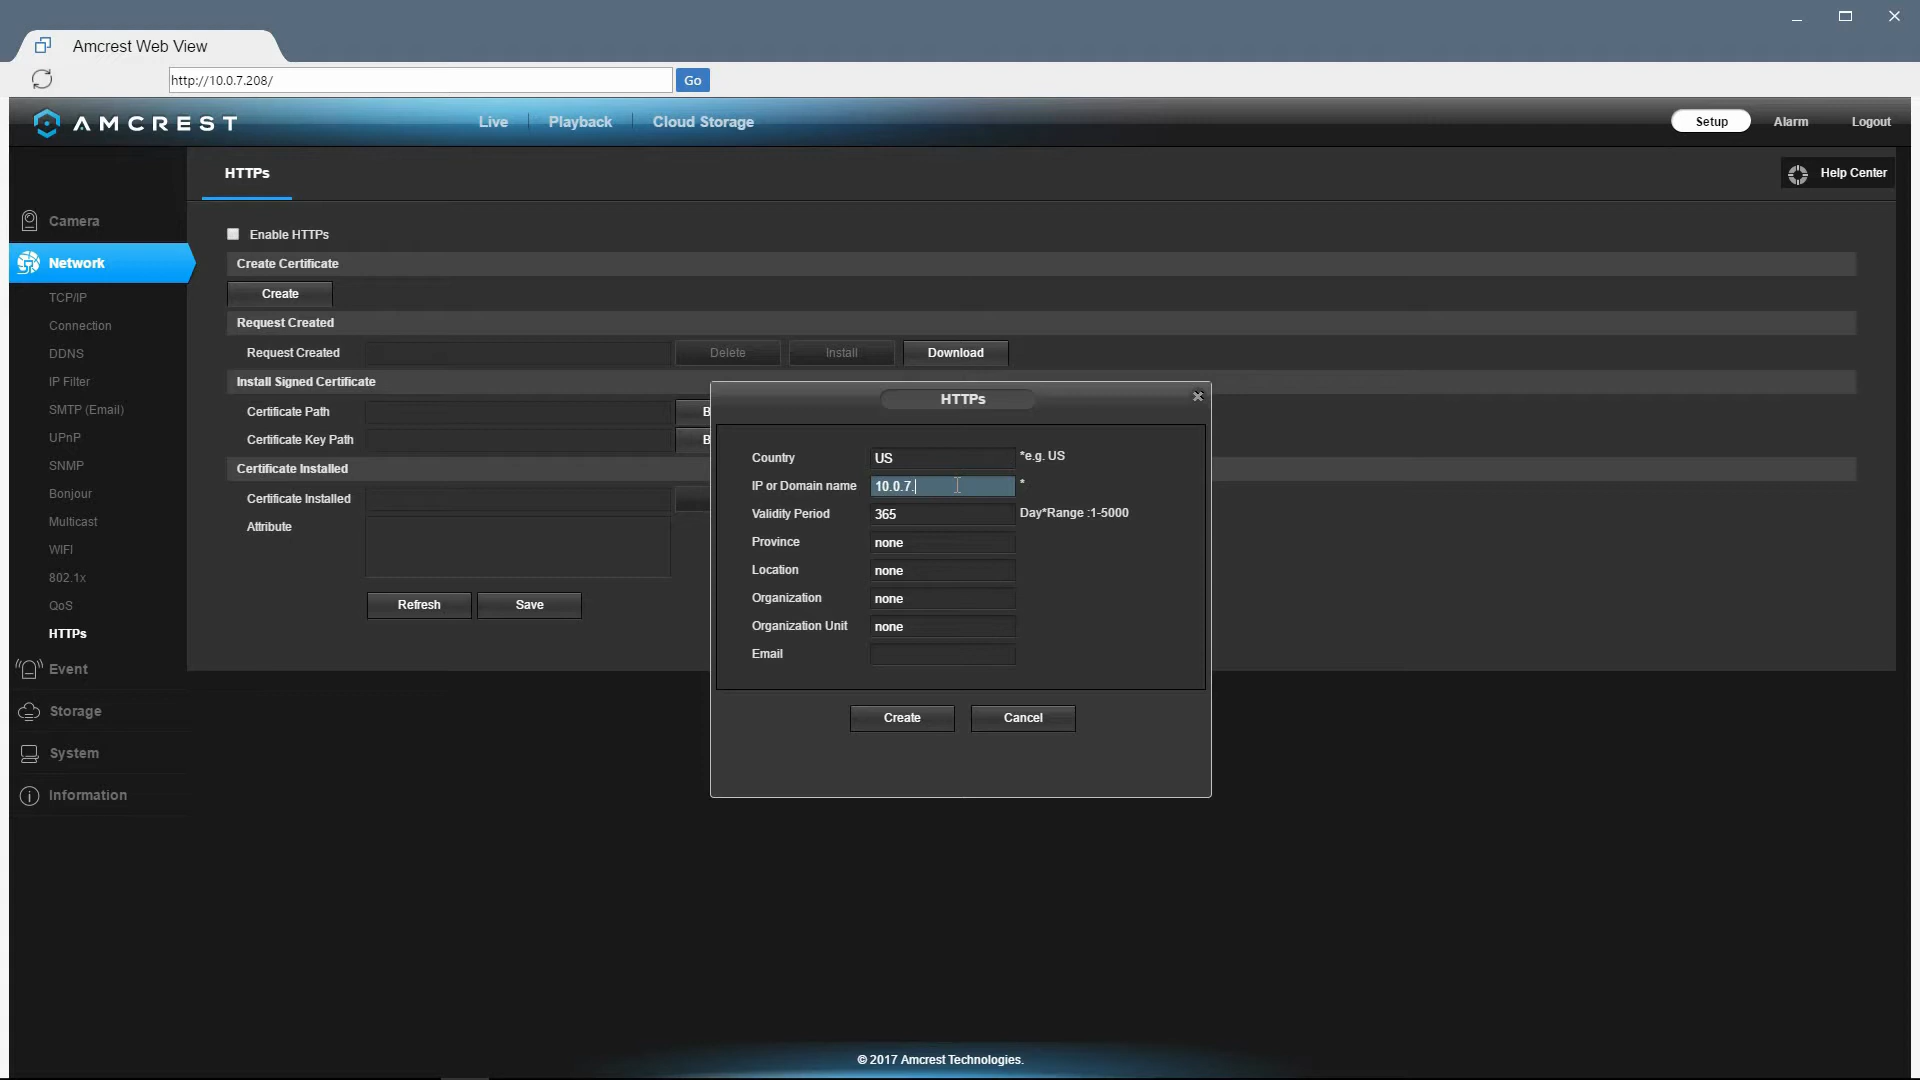 Amcrest Web View
http://10.0.7.208/
Go
AMCREST
Live
Playback
Cloud Storage
Setup
Alarm
Logout
HTTPs
Help Center
Camera
Network
TCP/IP
Connection
DDNS
IP Filter
SMTP (Email)
UPnP
SNMP
Bonjour
Multicast
WIFI
802.1x
QoS
HTTPs
Event
Storage
System
Information
Enable HTTPs
Create Certificate
Create
Request Created
Request Created
Delete
Install
Download
Install Signed Certificate
Certificate Path
B
Certificate Key Path
B
Certificate Installed
Certificate Installed
Attribute
Refresh
Save
HTTPs
Country US *e.g. US
IP or Domain name 10.0.7. *
Validity Period 365 Day*Range :1-5000
Province none
Location none
Organization none
Organization Unit none
Email
Create
Cancel
© 2017 Amcrest Technologies.